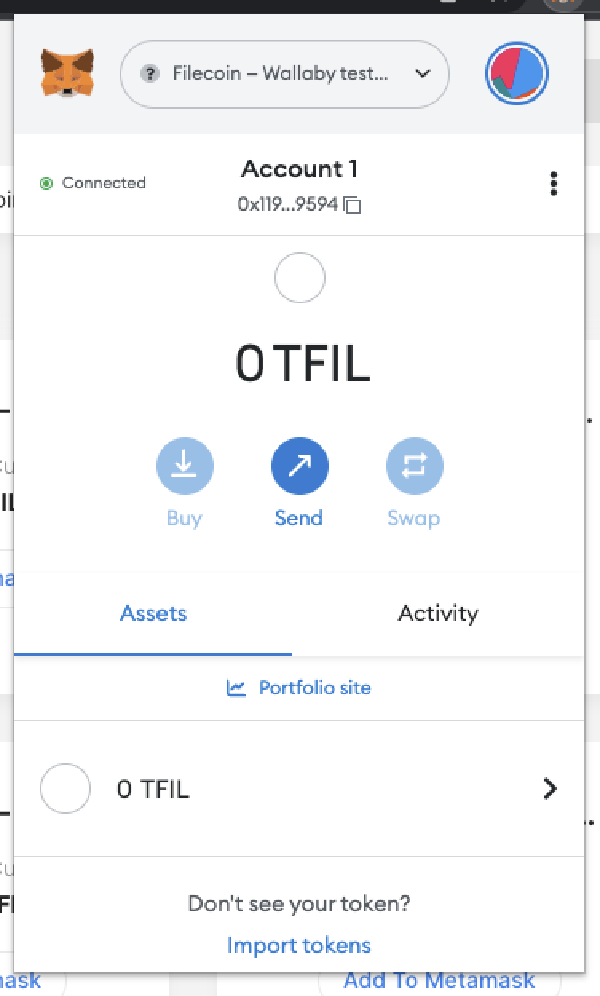 ? Filecoin – Wallaby test...
Connected
Account 1
0x119...9594
0 TFIL
Buy
Send
Swap
Assets
Activity
Portfolio site
0 TFIL
Don't see your token?
Import tokens
Add To Metamask